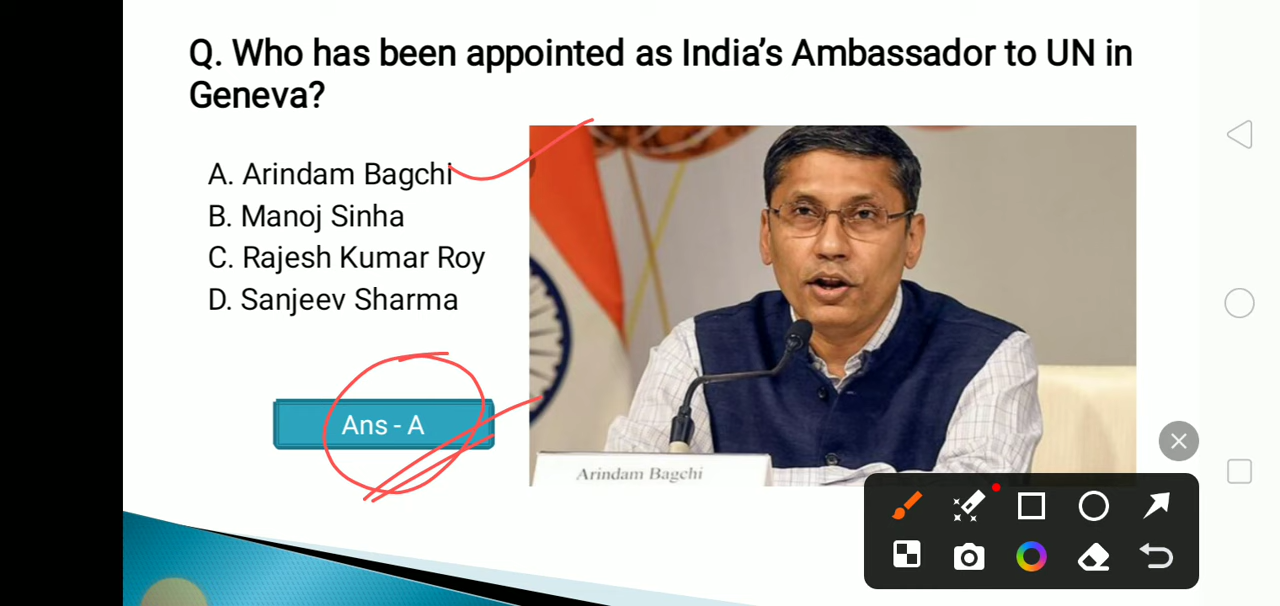 Q. Who has been appointed as India’s Ambassador to UN in
Geneva?
A. Arindam Bagchi
B. Manoj Sinha
C. Rajesh Kumar Roy
D. Sanjeev Sharma
Ans - A
Arindam Bagchi